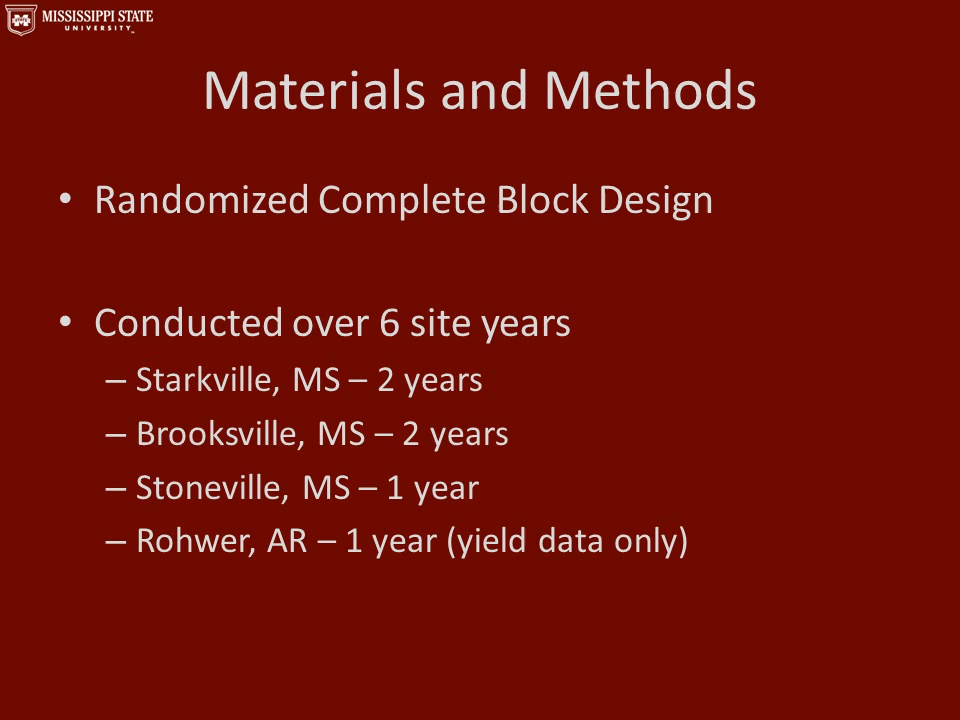 MISSISSIPPI STATE
UNIVERSITY™
Materials and Methods
• Randomized Complete Block Design
• Conducted over 6 site years
– Starkville, MS – 2 years
– Brooksville, MS – 2 years
– Stoneville, MS – 1 year
– Rohwer, AR – 1 year (yield data only)